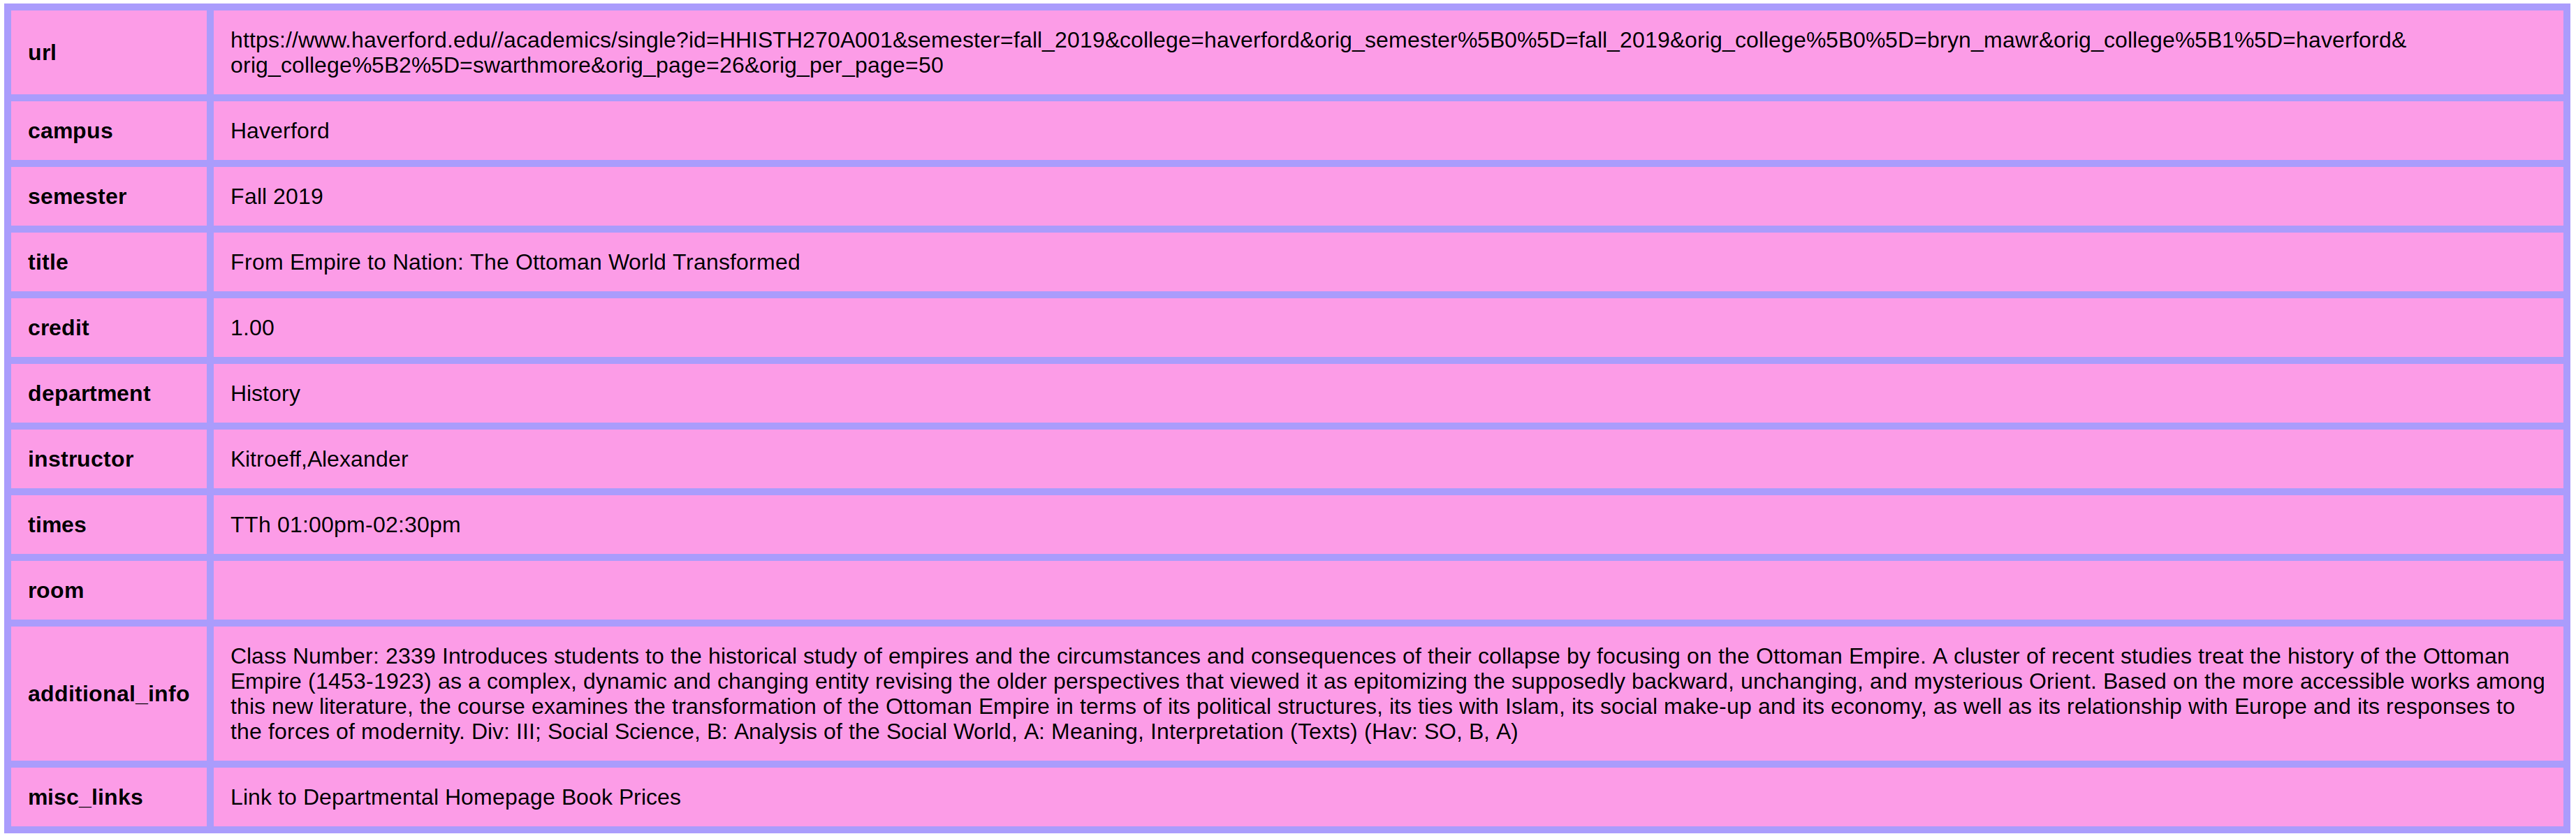 url
https://www.haverford.edu//academics/single?id=HHISTH270A001&semester=fall_2019&college=haverford&orig_semester%5B0%5D=fall_2019&orig_college%5B0%5D=bryn_mawr&orig_college%5B1%5D=haverford&
orig_college%5B2%5D=swarthmore&orig_page=26&orig_per_page=50
campus
Haverford
semester
Fall 2019
title
From Empire to Nation: The Ottoman World Transformed
credit
1.00
department
History
instructor
Kitroeff,Alexander
times
TTh 01:00pm-02:30pm
room
additional_info
Class Number: 2339 Introduces students to the historical study of empires and the circumstances and consequences of their collapse by focusing on the Ottoman Empire. A cluster of recent studies treat the history of the Ottoman
Empire (1453-1923) as a complex, dynamic and changing entity revising the older perspectives that viewed it as epitomizing the supposedly backward, unchanging, and mysterious Orient. Based on the more accessible works among
this new literature, the course examines the transformation of the Ottoman Empire in terms of its political structures, its ties with Islam, its social make-up and its economy, as well as its relationship with Europe and its responses to
the forces of modernity. Div: III; Social Science, B: Analysis of the Social World, A: Meaning, Interpretation (Texts) (Hav: SO, B, A)
misc_links
Link to Departmental Homepage Book Prices